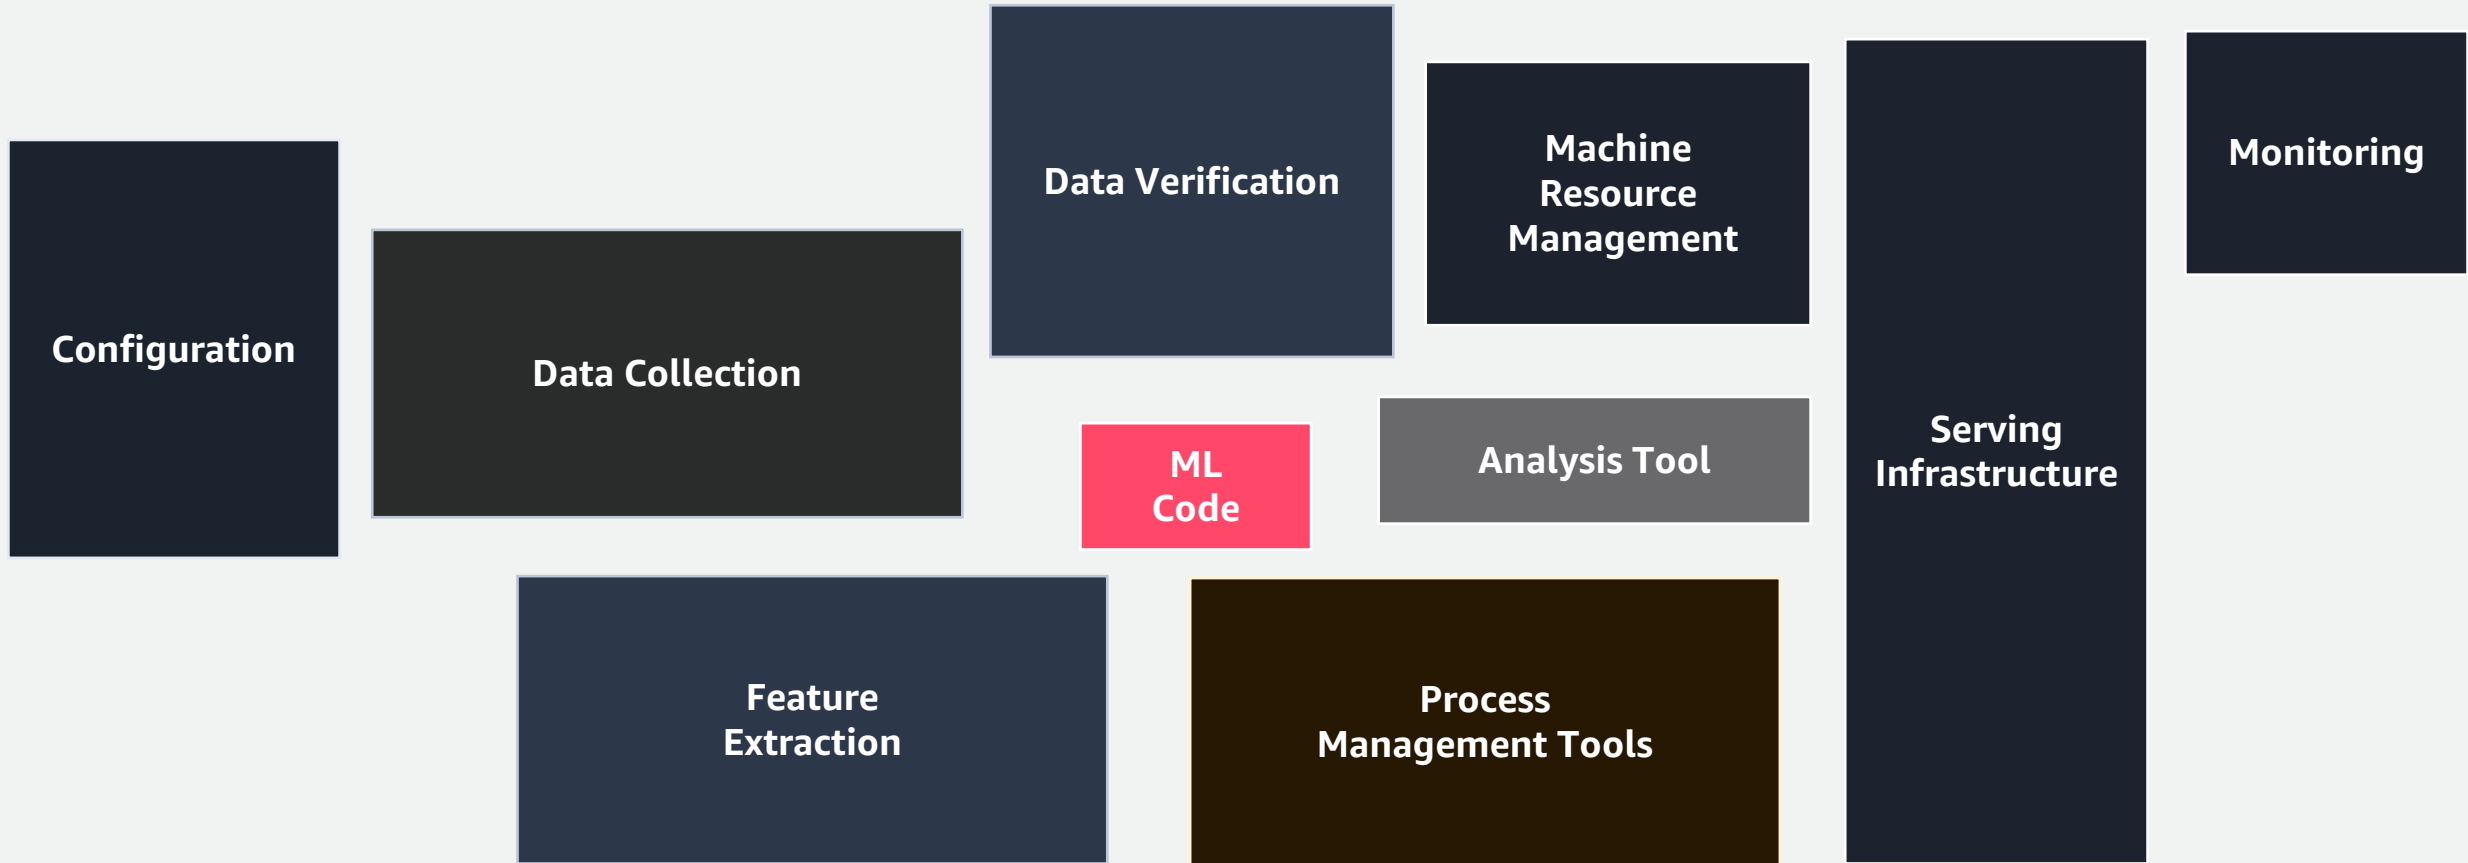 Configuration
Data Collection
Data Verification
Machine
Resource
Management
Monitoring
ML
Code
Analysis Tool
Serving
Infrastructure
Feature
Extraction
Process
Management Tools